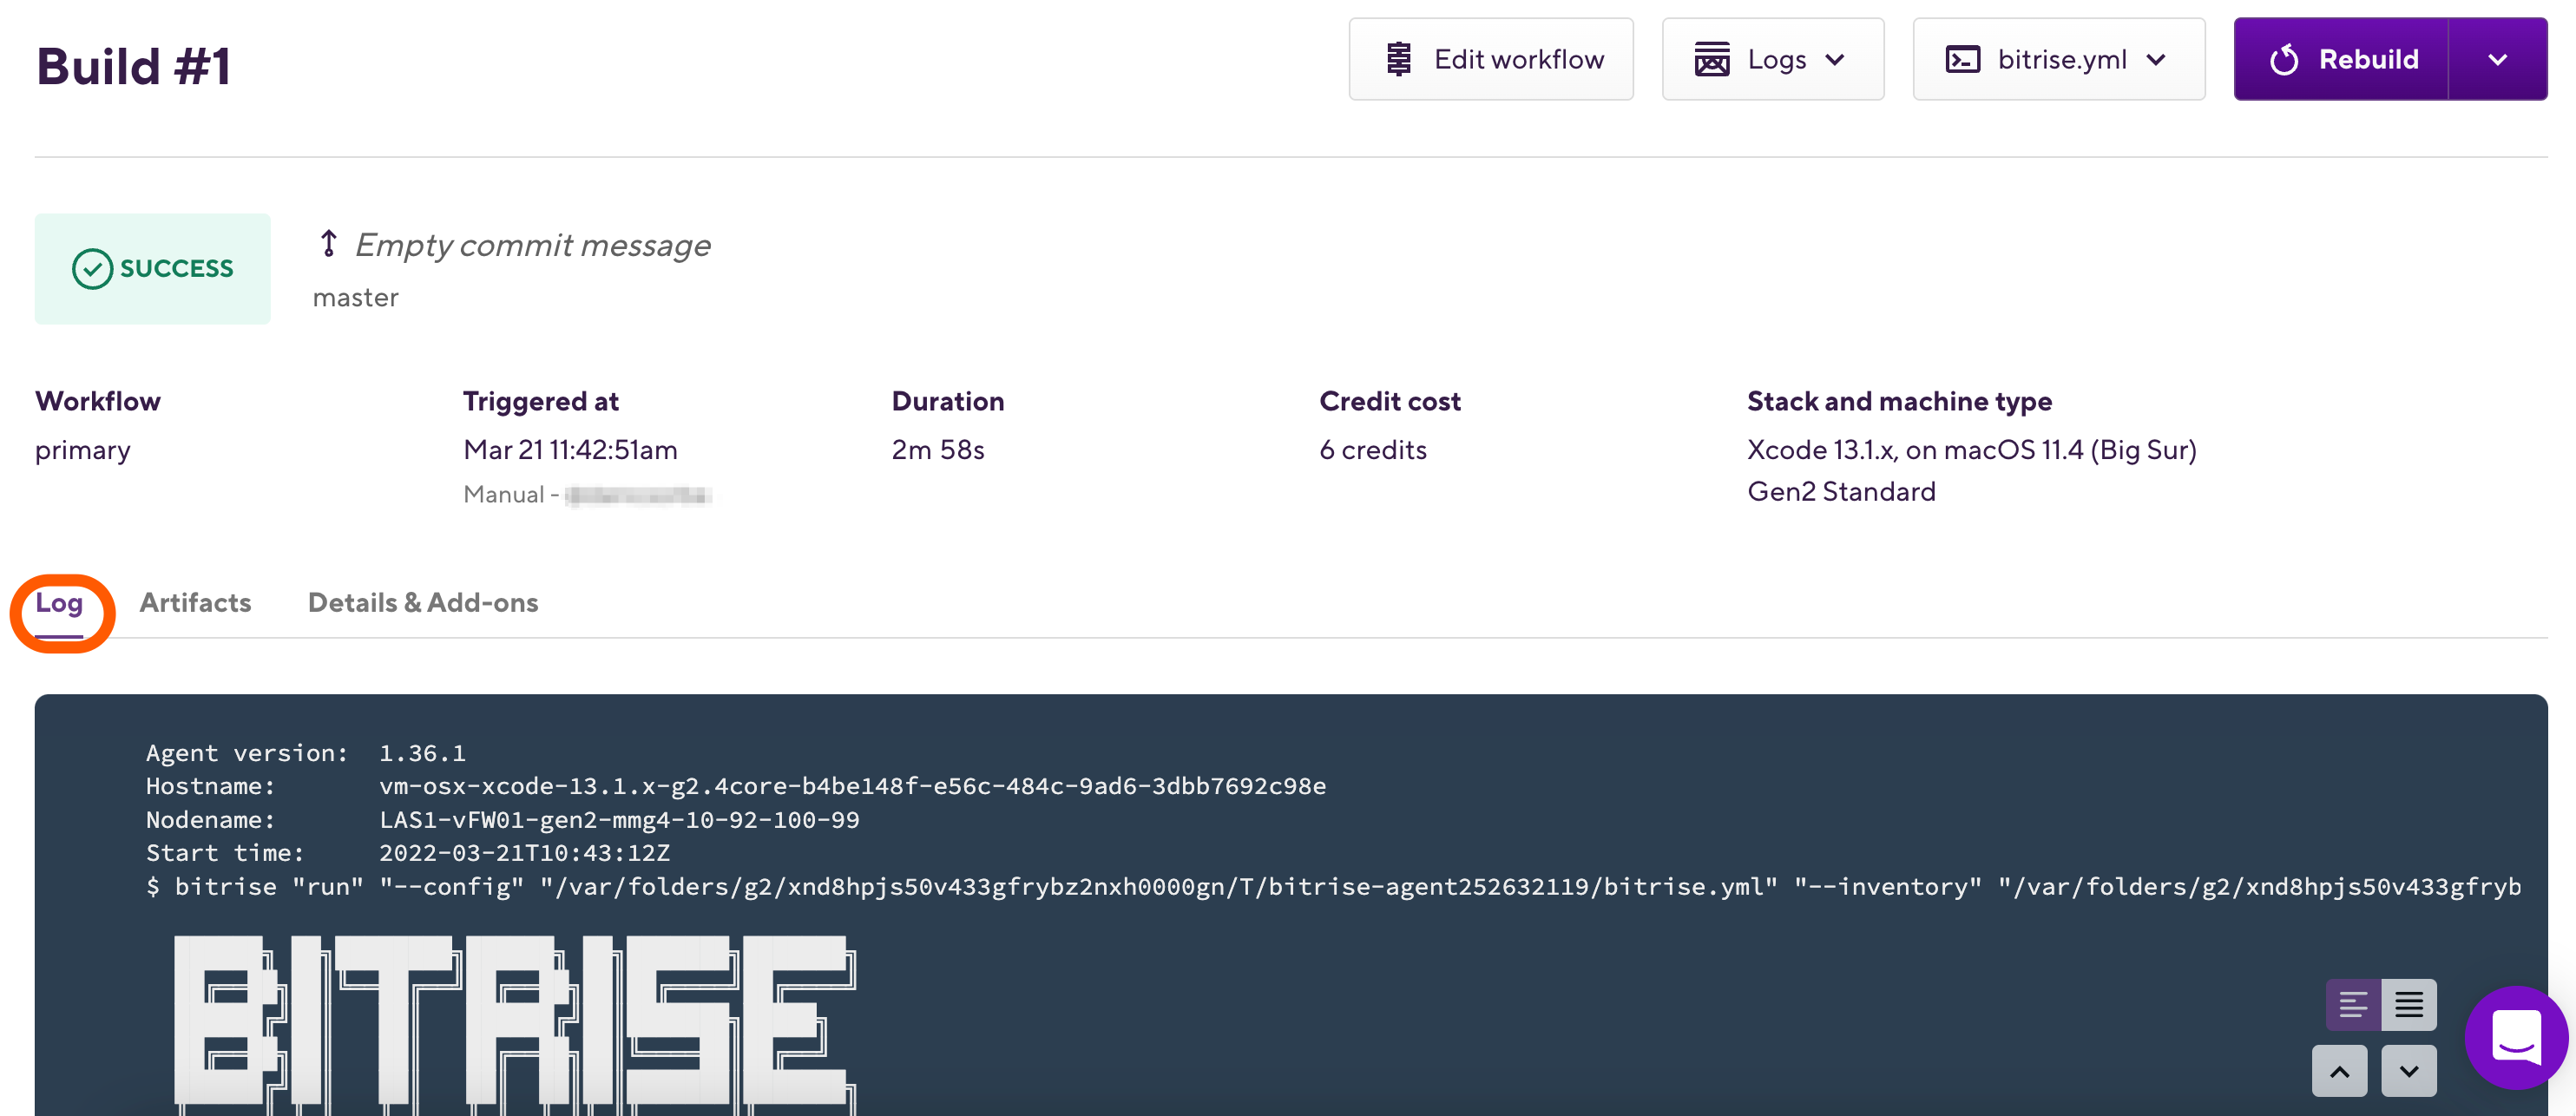 Build #1
Edit workflow
Logs
bitrise.yml
Rebuild
SUCCESS
Empty commit message
master
Workflow
Triggered at
Duration
Credit cost
Stack and machine type
primary
Mar 21 11:42:51am
2m 58s
6 credits
Xcode 13.1.x, on macOS 11.4 (Big Sur)
Manual -
Gen2 Standard
Log
Artifacts
Details & Add-ons
Agent version: 1.36.1
Hostname: vm-osx-xcode-13.1.x-g2.4core-b4be148f-e56c-484c-9ad6-3dbb7692c98e
Nodename: LAS1-vFW01-gen2-mmg4-10-92-100-99
Start time: 2022-03-21T10:43:12Z
$ bitrise "run" "--config" "/var/folders/g2/xnd8hpjs50v433gfrybz2nxh0000gn/T/bitrise-agent252632119/bitrise.yml" "--inventory" "/var/folders/g2/xnd8hpjs50v433gfryb
BITRISE